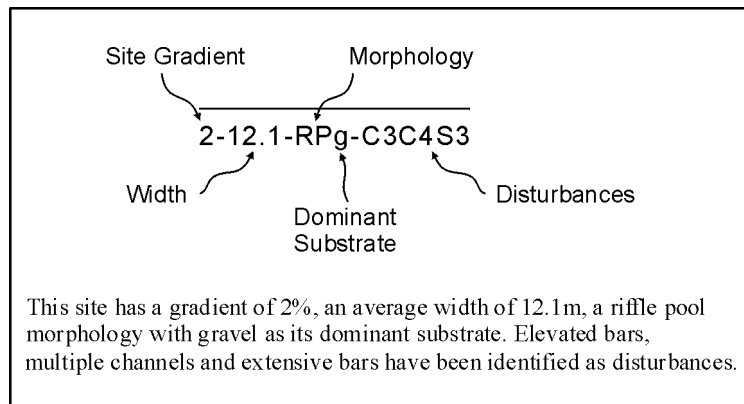 Site Gradient
Morphology
2-12.1-RPg-C3C4S3
Width
Dominant
Substrate
Disturbances
This site has a gradient of 2%, an average width of 12.1m, a riffle pool
morphology with gravel as its dominant substrate. Elevated bars,
multiple channels and extensive bars have been identified as disturbances.